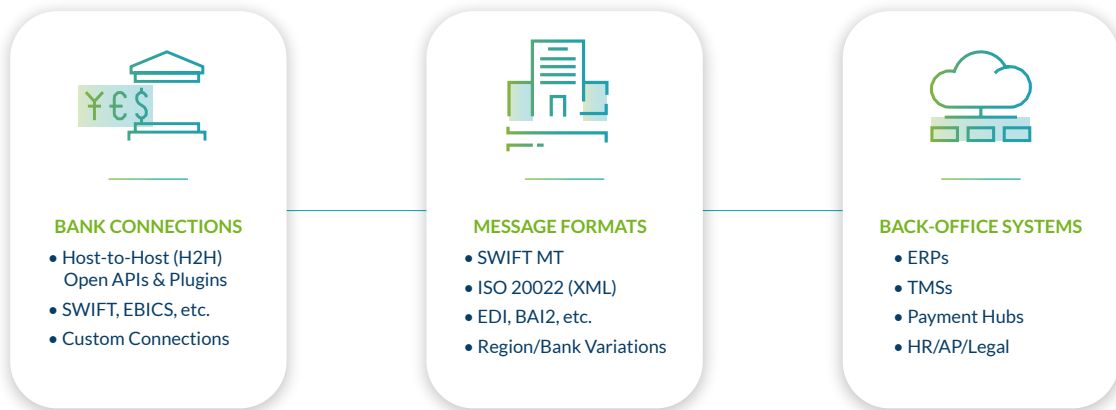 ¥€$
BANK CONNECTIONS
• Host-to-Host (H2H)
Open APIs & Plugins
• SWIFT, EBICS, etc.
• Custom Connections
MESSAGE FORMATS
• SWIFT MT
• ISO 20022 (XML)
• EDI, BAI2, etc.
• Region/Bank Variations
BACK-OFFICE SYSTEMS
• ERPs
• TMSs
• Payment Hubs
• HR/AP/Legal